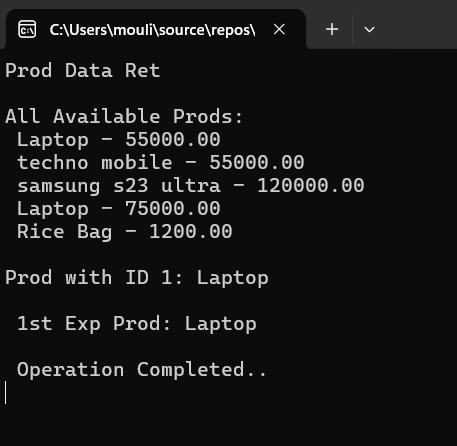 C:\Users\mouli\source\repos\
Prod Data Ret
All Available Prods:
Laptop - 55000.00
techno mobile - 55000.00
samsung s23 ultra - 120000.00
Laptop - 75000.00
Rice Bag - 1200.00
Prod with ID 1: Laptop
1st Exp Prod: Laptop
Operation Completed..